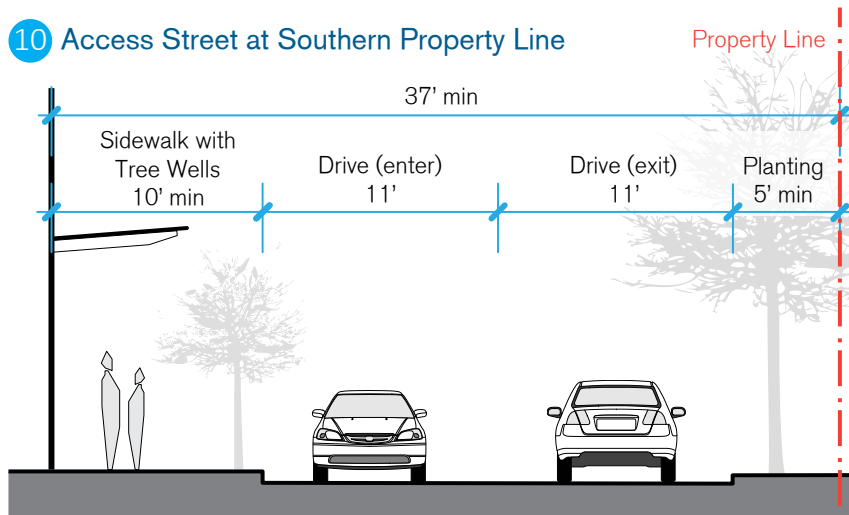 10 Access Street at Southern Property Line
Property Line
37’ min
Sidewalk with
Tree Wells
10’ min
Drive (enter)
11’
Drive (exit)
11’
Planting
5’ min